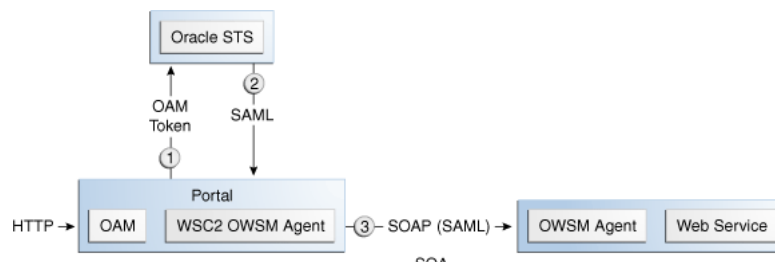 Oracle STS
2
OAM
Token
SAML
1
Portal
HTTP
OAM
WSC2 OWSM Agent
3
SOAP (SAML)
OWSM Agent
Web Service
SOA